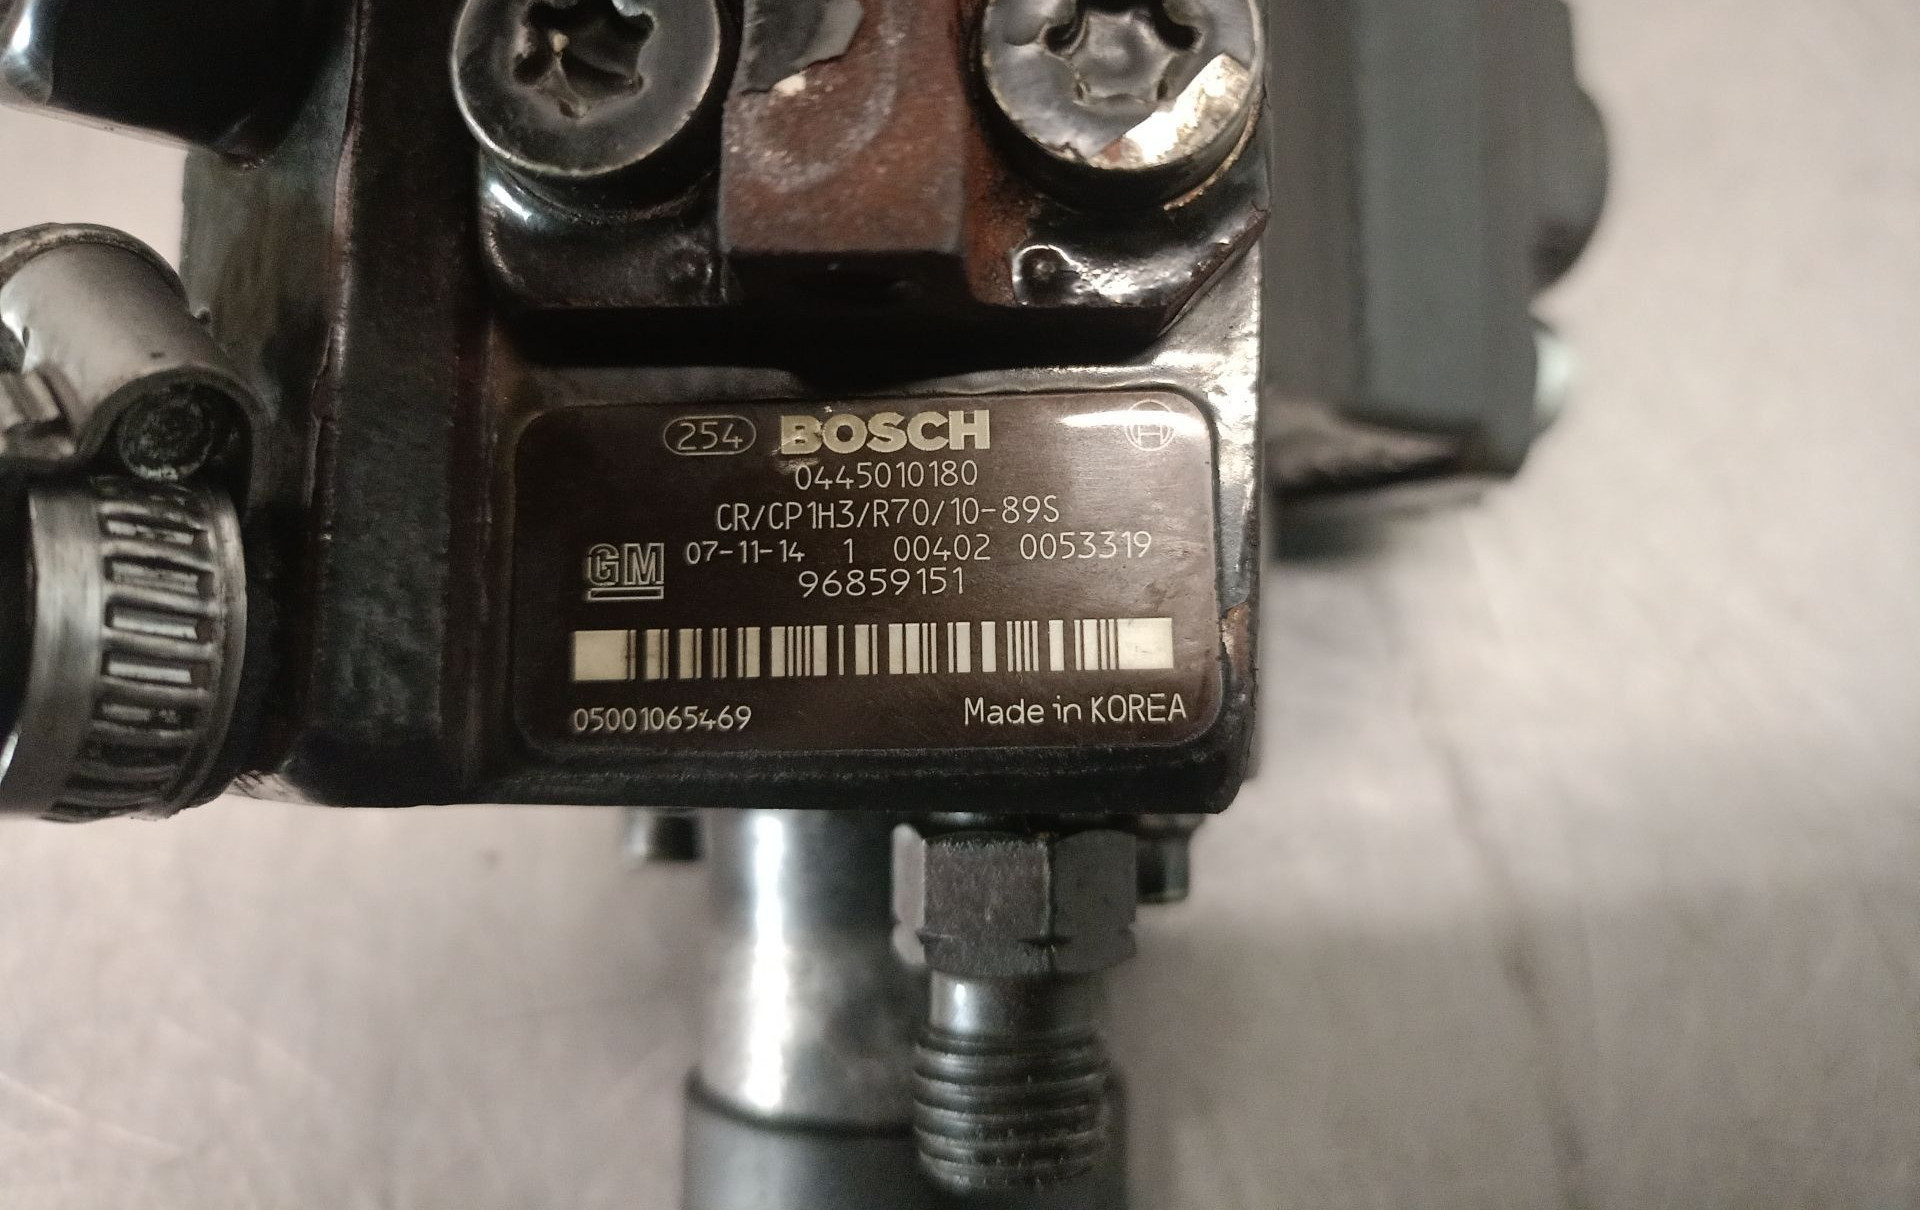 254 BOSCH
0445010180
CR/CP1H3/R70/10-89S
GM 07-11-14 1 00402 0053319
96859151
05001065469 Made in KOREA